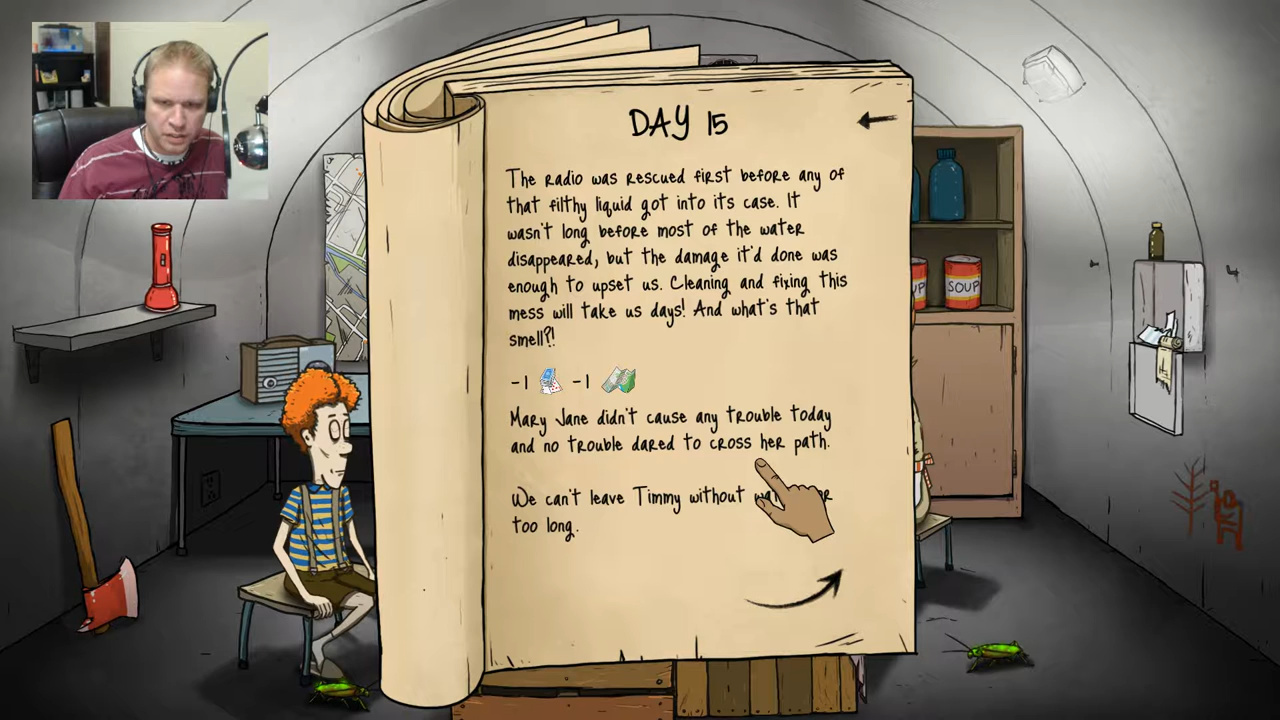 DAY 15
The radio was rescued first before any of
that filthy liquid got into its case. It
wasn't long before most of the water
disappeared, but the damage it'd done was
enough to upset us. Cleaning and fixing this
mess will take us days! And what's that
smell?!
-1 -1
Mary Jane didn't cause any trouble today
and no trouble dared to cross her path.
We can't leave Timmy without
too long.
UP
SOUP